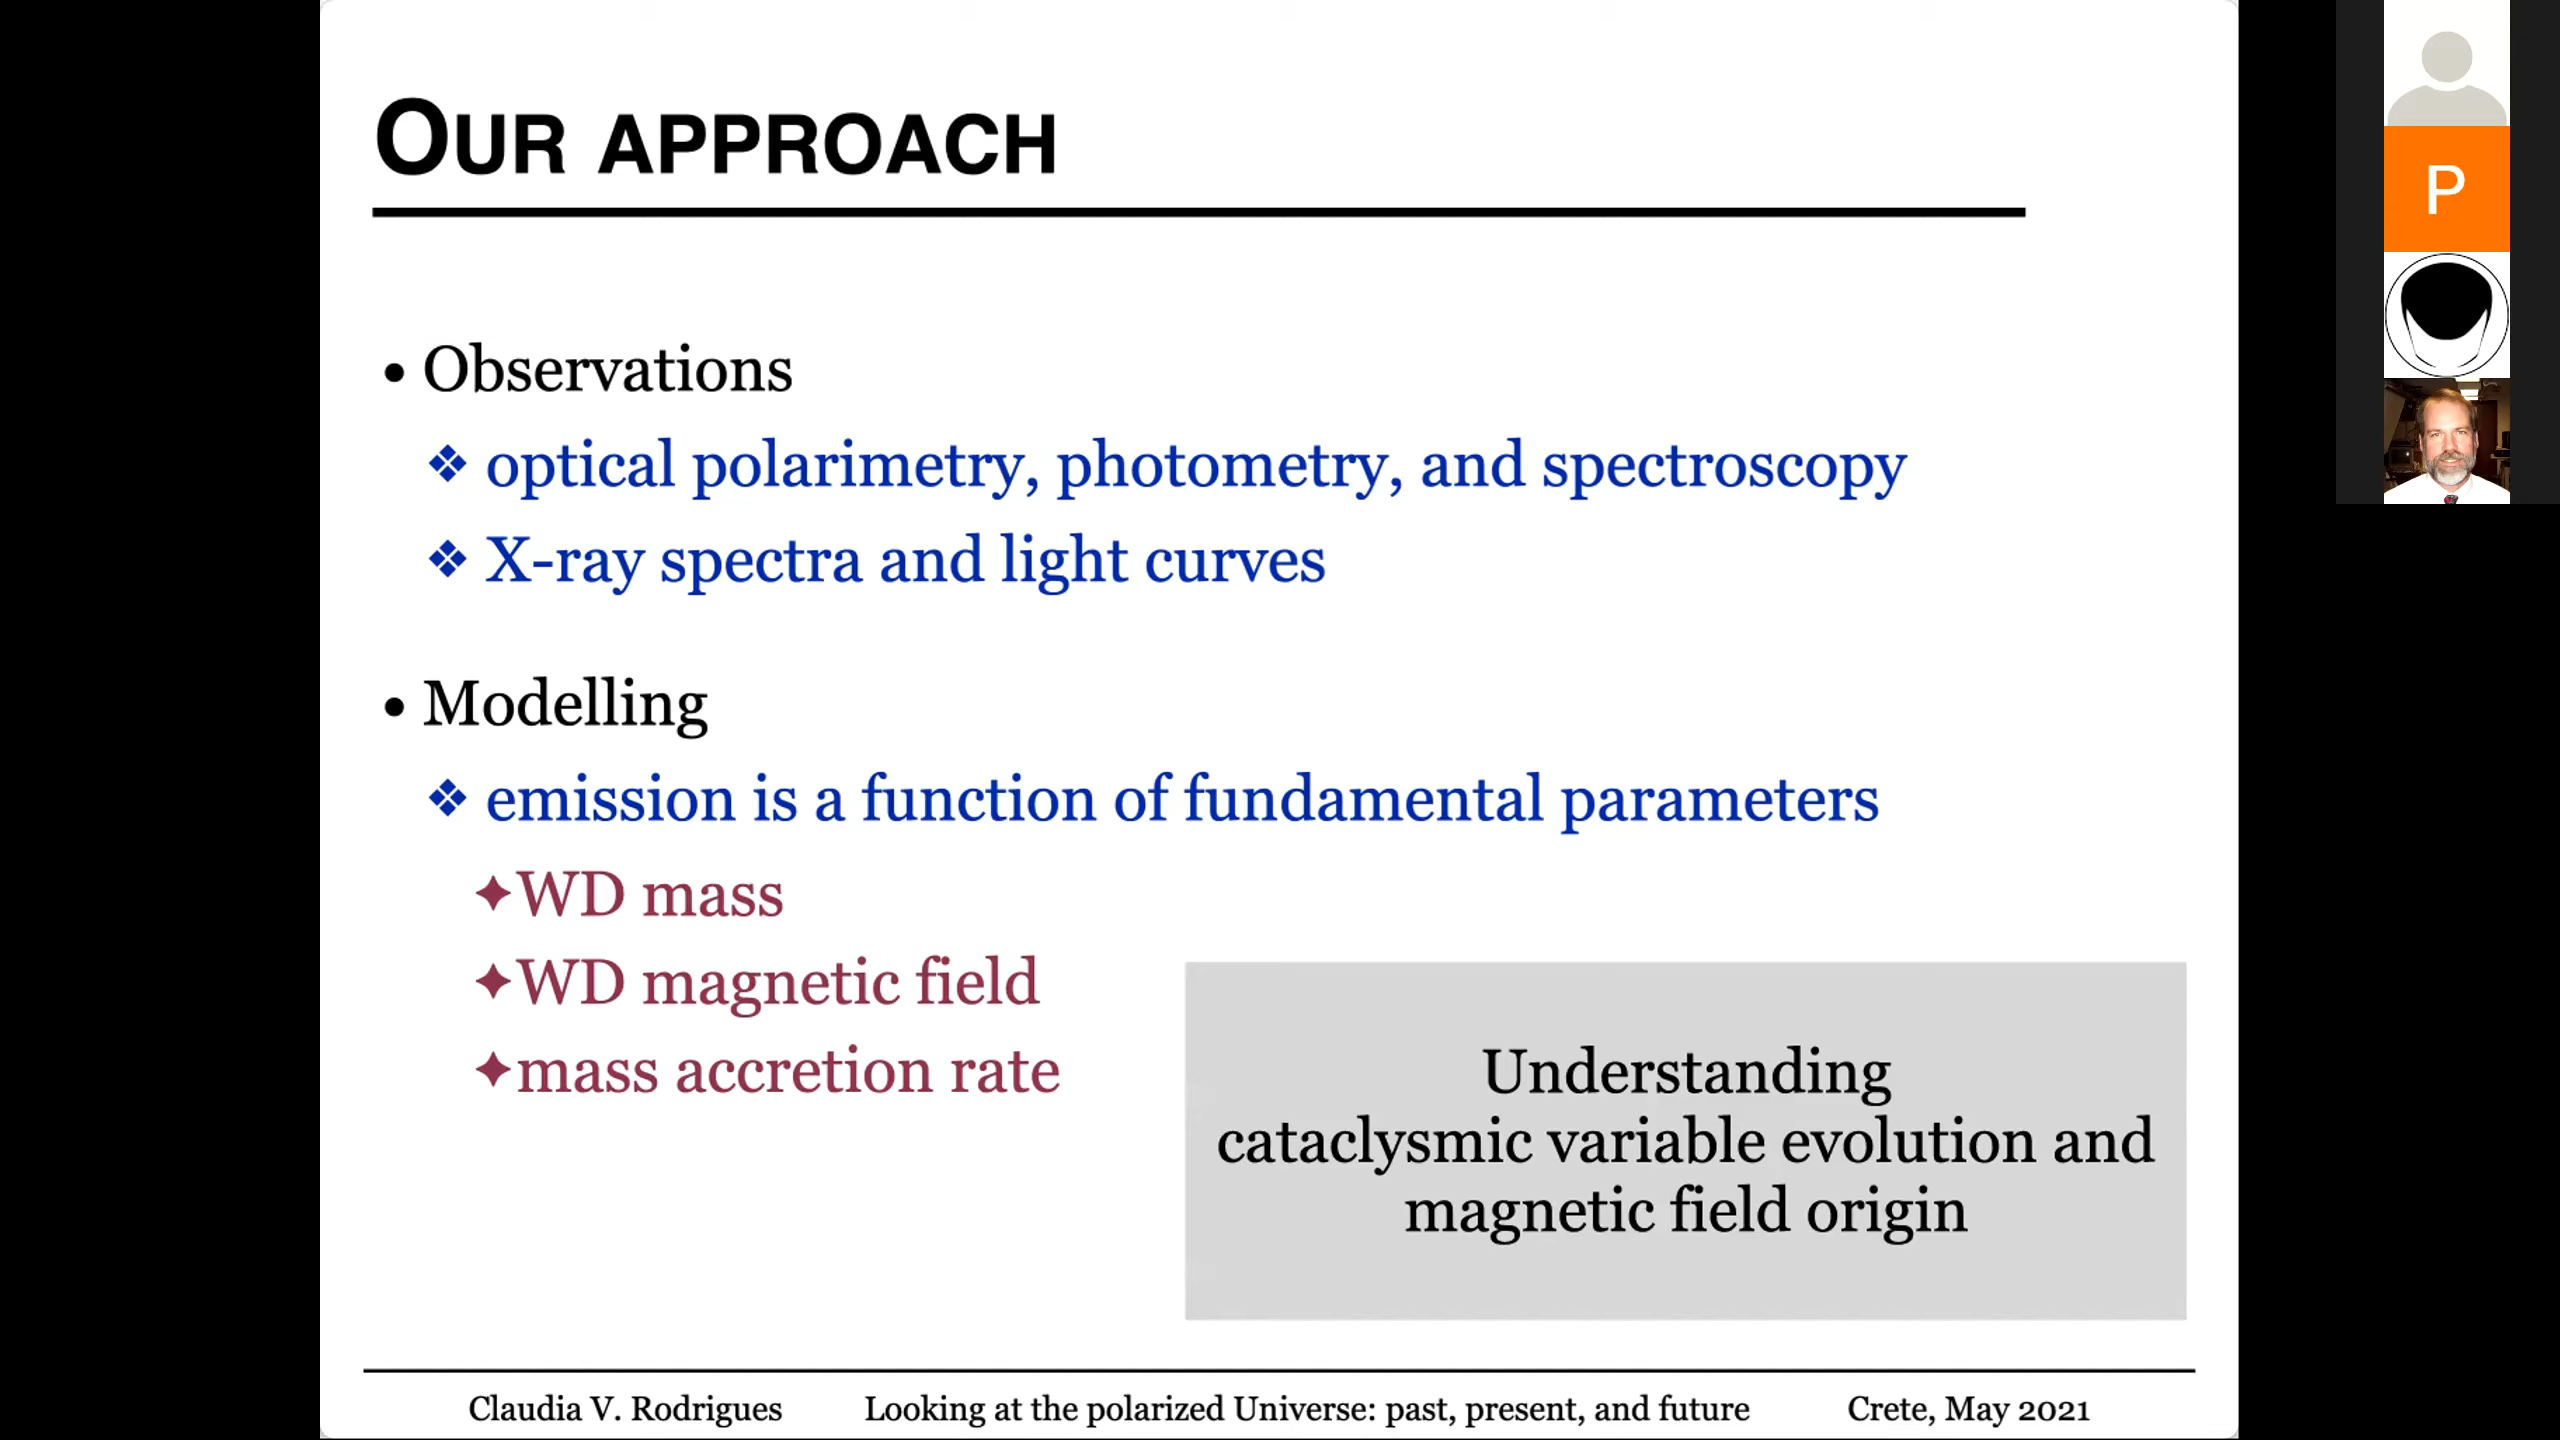 OUR APPROACH
• Observations
❖ optical polarimetry, photometry, and spectroscopy
❖ X-ray spectra and light curves
• Modelling
❖ emission is a function of fundamental parameters
✦WD mass
✦WD magnetic field
✦mass accretion rate
Understanding
cataclysmic variable evolution and
magnetic field origin
Claudia V. Rodrigues Looking at the polarized Universe: past, present, and future Crete, May 2021
P